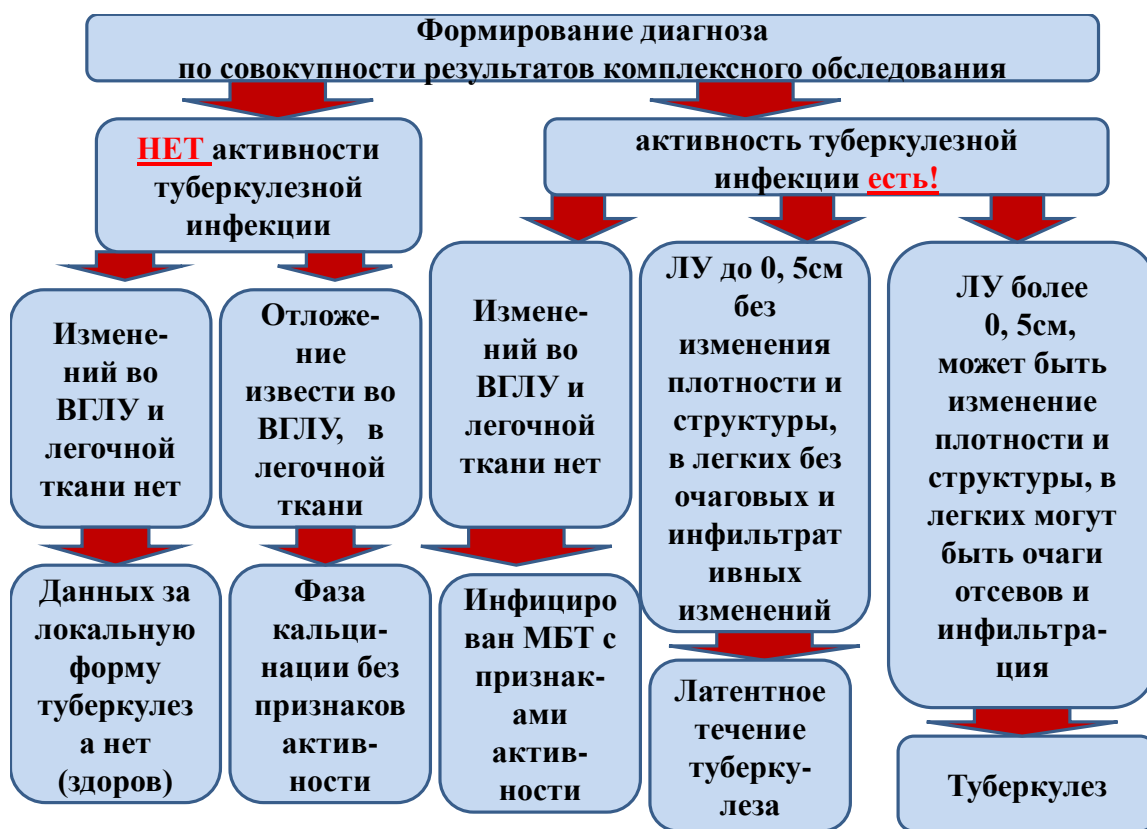 Формирование диагноза
по совокупности результатов комплексного обследования
НЕТ активности
туберкулезной
инфекции
активность туберкулезной
инфекции есть!
Измене-
ний во
ВГЛУ и
легочной
ткани нет
Отложе-
ние
извести во
ВГЛУ, в
легочной
ткани
Измене-
ний во
ВГЛУ и
легочной
ткани нет
ЛУ до 0, 5см
без
изменения
плотности и
структуры,
в легких без
очаговых и
инфильтрат
ивных
изменений
ЛУ более
0, 5см,
может быть
изменение
плотности и
структуры, в
легких могут
быть очаги
отсевов и
инфильтра-
ция
Данных за
локальную
форму
туберкулез
а нет
(здоров)
Фаза
кальци-
нации без
признаков
актив-
ности
Инфициро
ван МБТ с
признак-
ами
актив-
ности
Латентное
течение
туберку-
леза
Туберкулез